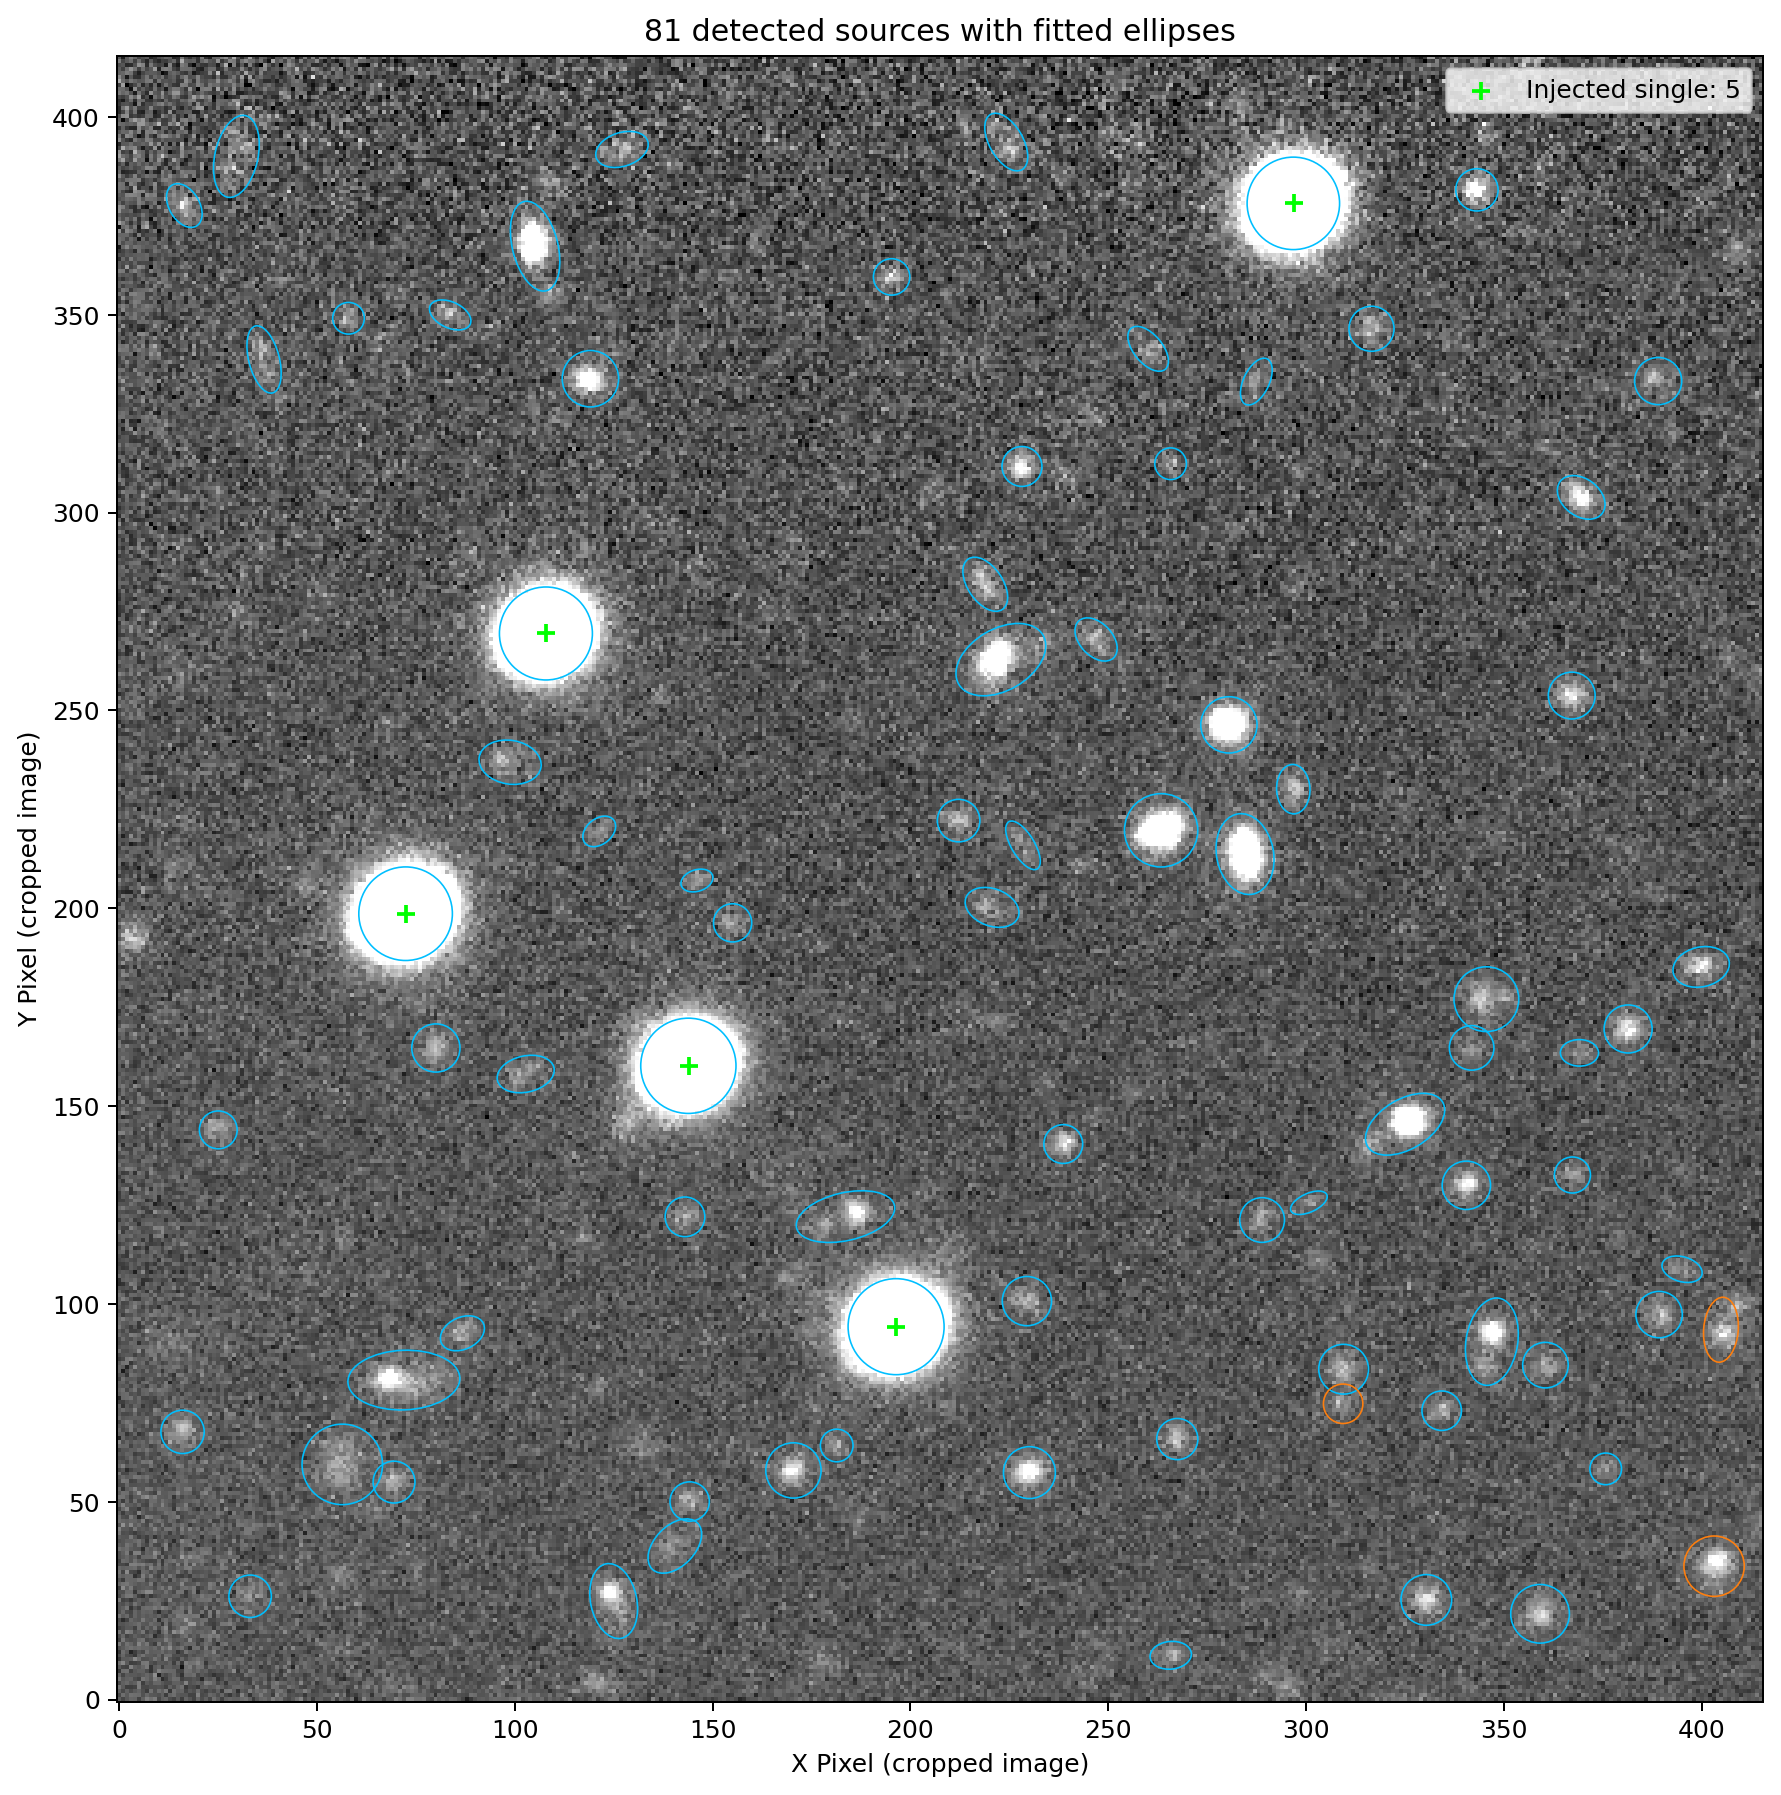 81 detected sources with fitted ellipses
Injected single: 5
400
350
300
250
200
150
100
50
0
Y Pixel (cropped image)
0 50 100 150 200 250 300 350 400
X Pixel (cropped image)